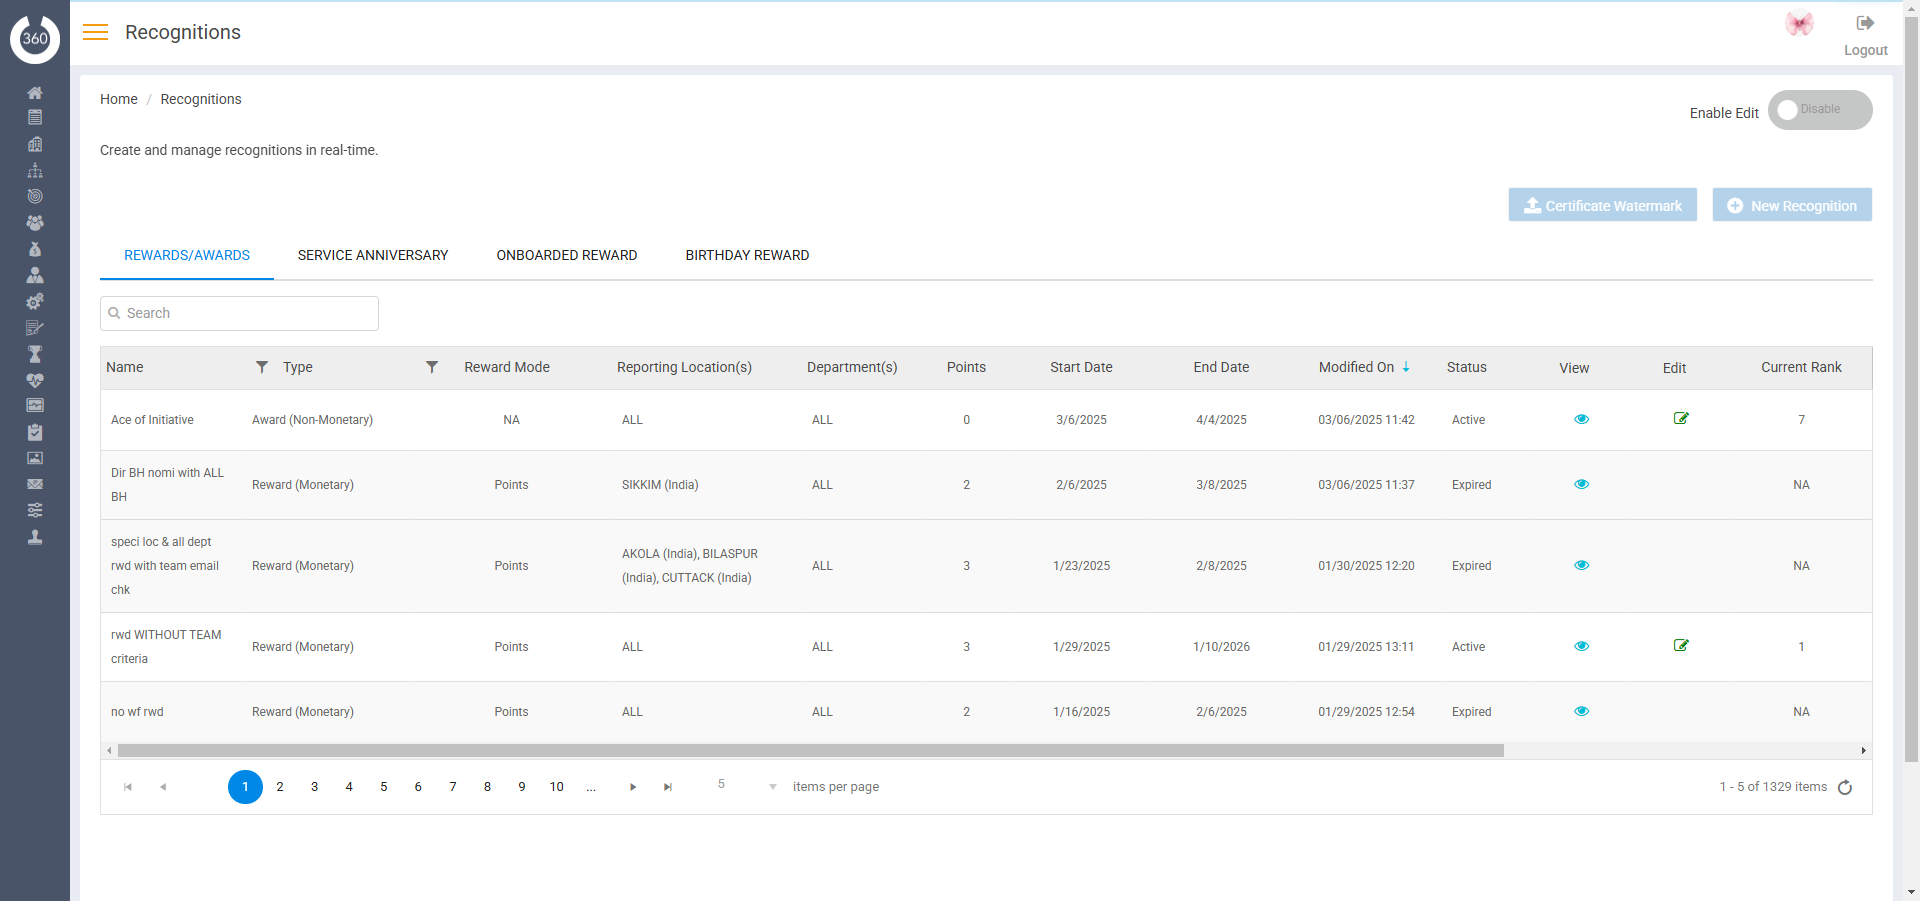 360
Recognitions
Logout
Home / Recognitions
Enable Edit
Disable
Create and manage recognitions in real-time.
Certificate Watermark
New Recognition
REWARDS/AWARDS SERVICE ANNIVERSARY ONBOARDED REWARD BIRTHDAY REWARD
Search
Name Type Reward Mode Reporting Location(s) Department(s) Points Start Date End Date Modified On Status View Edit Current Rank
Ace of Initiative Award (Non-Monetary) NA ALL ALL 0 3/6/2025 4/4/2025 03/06/2025 11:42 Active 7
Dir BH nomi with ALL
BH
Reward (Monetary) Points SIKKIM (India) ALL 2 2/6/2025 3/8/2025 03/06/2025 11:37 Expired NA
speci loc & all dept
rwd with team email
chk
Reward (Monetary) Points
AKOLA (India), BILASPUR
(India), CUTTACK (India)
ALL 3 1/23/2025 2/8/2025 01/30/2025 12:20 Expired NA
rwd WITHOUT TEAM
criteria
Reward (Monetary) Points ALL ALL 3 1/29/2025 1/10/2026 01/29/2025 13:11 Active 1
no wf rwd Reward (Monetary) Points ALL ALL 2 1/16/2025 2/6/2025 01/29/2025 12:54 Expired NA
1 2 3 4 5 6 7 8 9 10 ... 5 items per page 1 - 5 of 1329 items